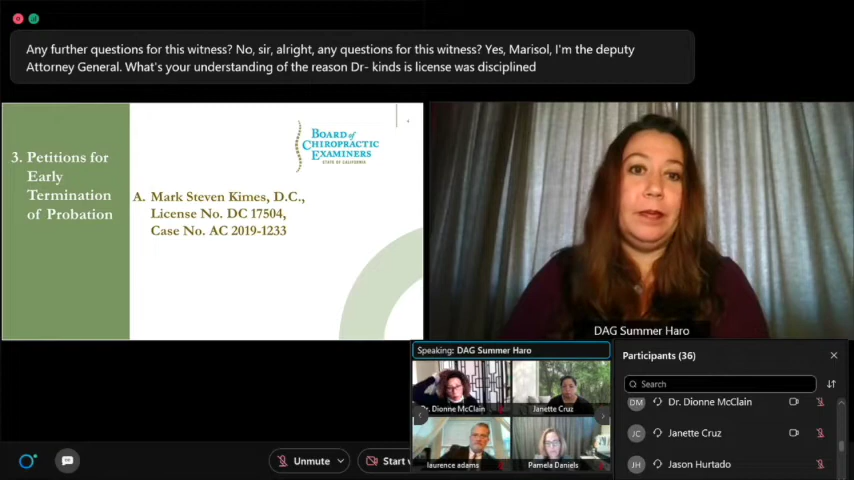 Any further questions for this witness? No, sir, alright, any questions for this witness? Yes, Marisol, I'm the deputy
Attorney General. What's your understanding of the reason Dr- kinds is license was disciplined
3. Petitions for
Early
Termination
of Probation
BOARD of
CHIROPRACTIC
EXAMINERS
STATE OF CALIFORNIA
A. Mark Steven Kimes, D.C.,
License No. DC 17504,
Case No. AC 2019-1233
DAG Summer Haro
Speaking: DAG Summer Haro
Dr. Dionne McClain
Janette Cruz
laurence adams
Pamela Daniels
Participants (36)
Search
DM Dr. Dionne McClain
JC Janette Cruz
JH Jason Hurtado
Unmute
Start v